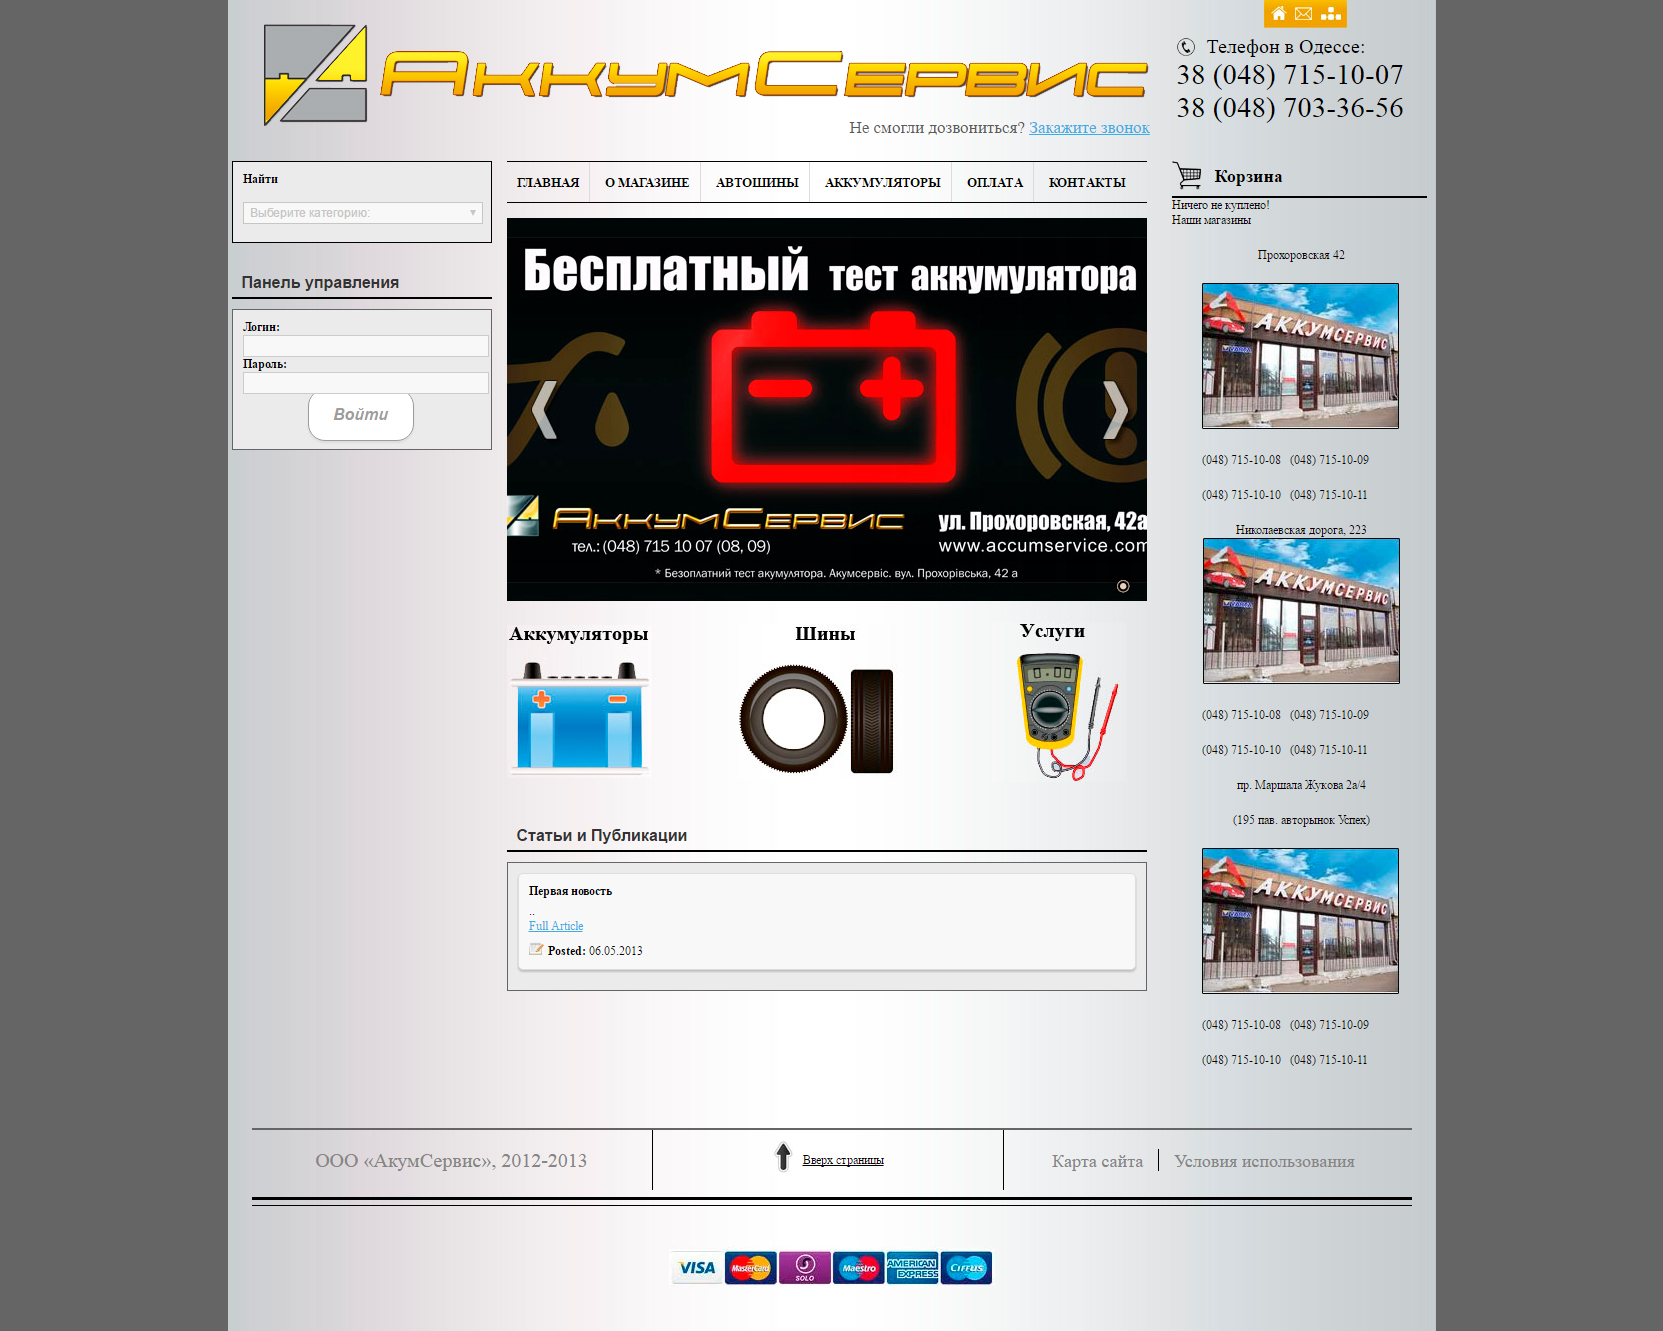 АккумСервис
Телефон в Одессе:
38 (048) 715-10-07
38 (048) 703-36-56
Не смогли дозвониться? Закажите звонок
Найти
Выберите категорию:
Панель управления
Логин:
Пароль:
Войти
ГЛАВНАЯ
О МАГАЗИНЕ
АВТОШИНЫ
АККУМУЛЯТОРЫ
ОПЛАТА
КОНТАКТЫ
Бесплатный тест аккумулятора
АккумСервис
ул. Прохоровская, 42а
тел.: (048) 715 10 07 (08, 09)
www.accumservice.com
* Безоплатний тест акумулятора. Акумсервіс. вул. Прохорівська, 42 а
Аккумуляторы
Шины
Услуги
0.00
Статьи и Публикации
Первая новость
..
Full Article
Posted: 06.05.2013
Корзина
Ничего не куплено!
Наши магазины
Прохоровская 42
АККУМСЕРВИС
(048) 715-10-08 (048) 715-10-09
(048) 715-10-10 (048) 715-10-11
Николаевская дорога, 223
АККУМСЕРВИС
(048) 715-10-08 (048) 715-10-09
(048) 715-10-10 (048) 715-10-11
пр. Маршала Жукова 2а/4
(195 пав. авторынок Успех)
АККУМСЕРВИС
(048) 715-10-08 (048) 715-10-09
(048) 715-10-10 (048) 715-10-11
ООО «АкумСервис», 2012-2013
Вверх страницы
Карта сайта
Условия использования
VISA
MasterCard
SOLO
Maestro
AMERICAN EXPRESS
Cirrus